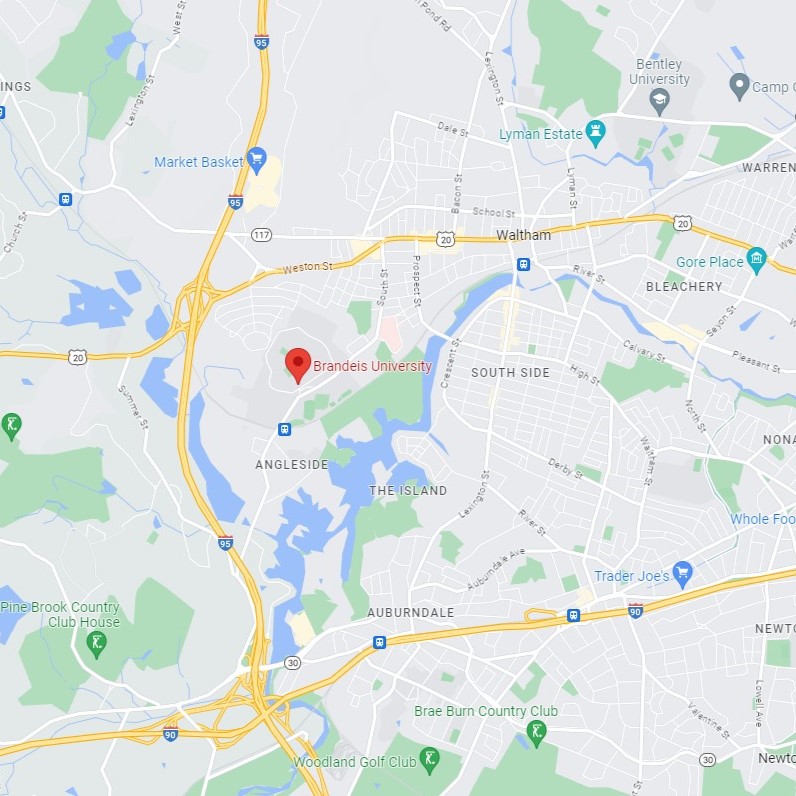 Pond Rd
West St
95
Lexington St
Lexington St
Bentley
University
Camp
INGS
Dale St
Lyman Estate
Market Basket
WARREN
Lyman St
Bacon St
95
School St
Church St
117
20
Waltham
20
Weston St
South St
Prospect St
River St
Gore Place
BLEACHERY
Seyon St
20
Calvary St
Pleasant St
Brandeis University
Crescent St
SOUTH SIDE
High St
Summer St
North St
NONA
Waltham St
ANGLESIDE
Derby St
THE ISLAND
Lexington St
River St
Whole Foo
95
Auburndale Ave
Trader Joe's
Pine Brook Country
Club House
AUBURNDALE
90
NEWTO
30
Lowell Ave
Brae Burn Country Club
Valentine St
90
Woodland Golf Club
30
Newto